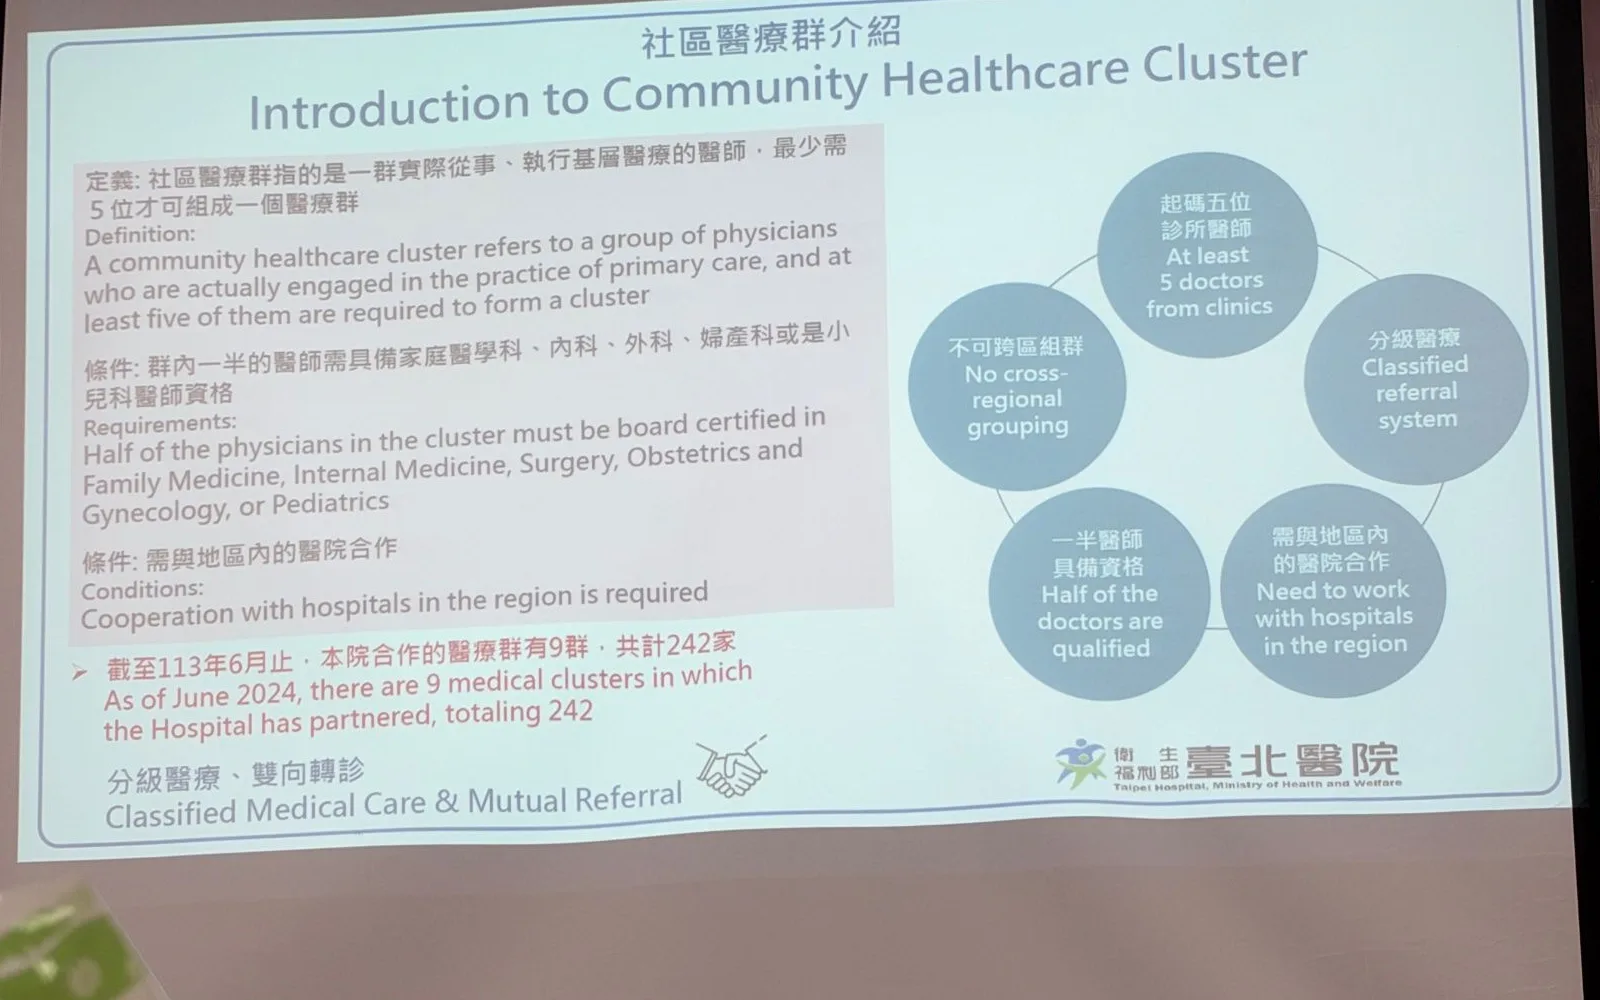 社區醫療群介紹
Introduction to Community Healthcare Cluster
定義: 社區醫療群指的是一群實際從事、執行基層醫療的醫師，最少需
5 位才可組成一個醫療群
Definition:
A community healthcare cluster refers to a group of physicians
who are actually engaged in the practice of primary care, and at
least five of them are required to form a cluster
條件: 群內一半的醫師需具備家庭醫學科、內科、外科、婦產科或是小
兒科醫師資格
Requirements:
Half of the physicians in the cluster must be board certified in
Family Medicine, Internal Medicine, Surgery, Obstetrics and
Gynecology, or Pediatrics
條件: 需與地區內的醫院合作
Conditions:
Cooperation with hospitals in the region is required
➢ 截至113年6月止，本院合作的醫療群有9群，共計242家
As of June 2024, there are 9 medical clusters in which
the Hospital has partnered, totaling 242
分級醫療、雙向轉診
Classified Medical Care & Mutual Referral
起碼五位
診所醫師
At least
5 doctors
from clinics
分級醫療
Classified
referral
system
需與地區內
的醫院合作
Need to work
with hospitals
in the region
一半醫師
具備資格
Half of the
doctors are
qualified
不可跨區組群
No cross-
regional
grouping
衛生
福利部
臺北醫院
Taipei Hospital, Ministry of Health and Welfare